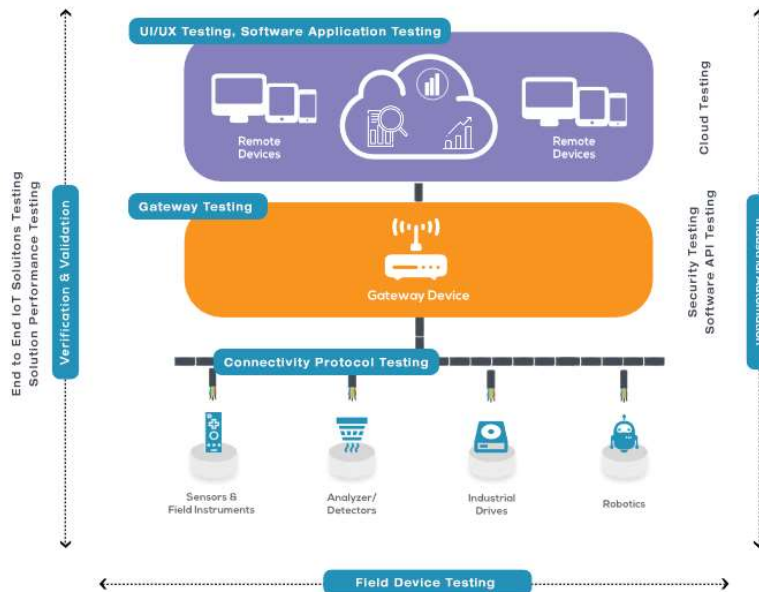 UI/UX Testing, Software Application Testing
Remote
Devices
Remote
Devices
Cloud Testing
Gateway Testing
Gateway Device
Security Testing
Software API Testing
End to End IoT Soluitons Testing
Solution Performance Testing
Verification & Validation
Connectivity Protocol Testing
Sensors &
Field Instruments
Analyzer/
Detectors
Industrial
Drives
Robotics
Field Device Testing